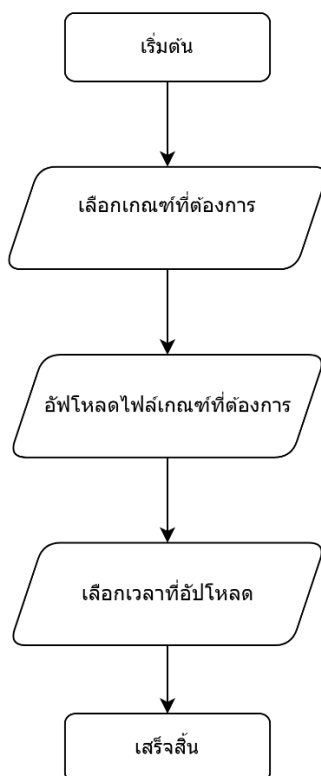 เริ่มต้น
เลือกเกณฑ์ที่ต้องการ
อัฟโหลดไฟล์เกณฑ์ที่ต้องการ
เลือกเวลาที่อัปโหลด
เสร็จสิ้น